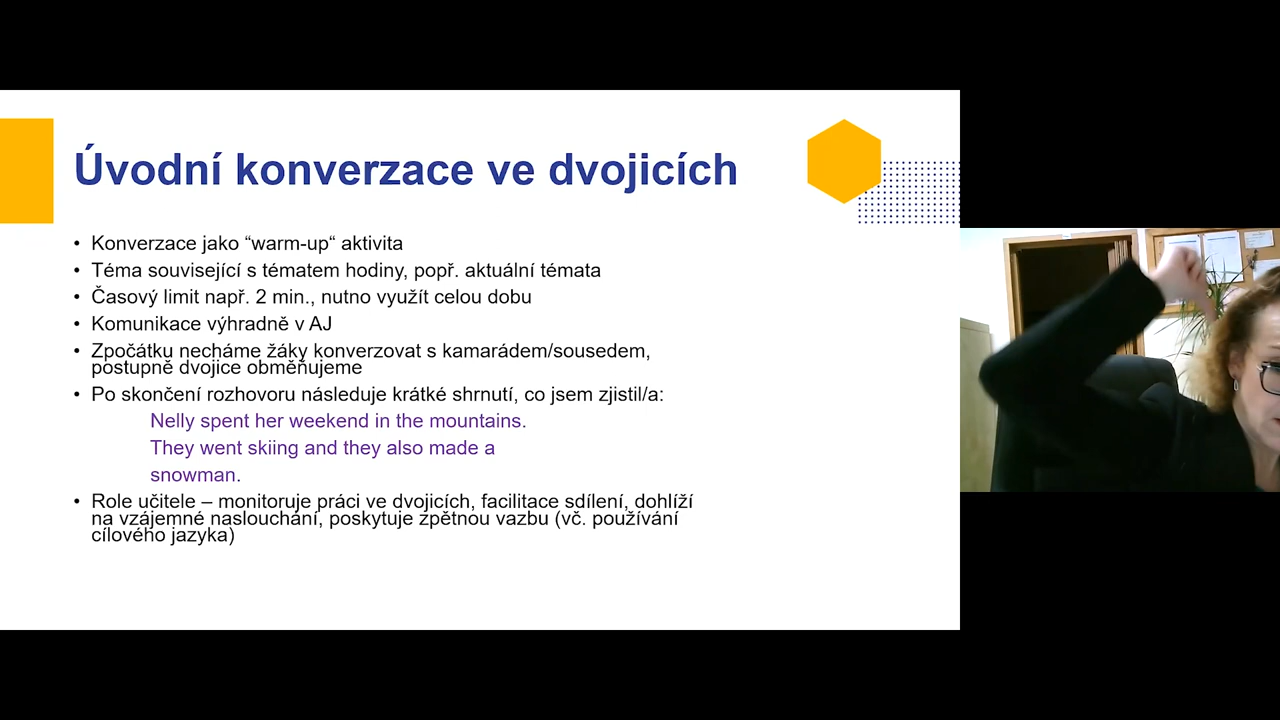 Úvodní konverzace ve dvojicích
• Konverzace jako “warm-up“ aktivita
• Téma související s tématem hodiny, popř. aktuální témata
• Časový limit např. 2 min., nutno využít celou dobu
• Komunikace výhradně v AJ
• Zpočátku necháme žáky konverzovat s kamarádem/sousedem,
postupně dvojice obměňujeme
• Po skončení rozhovoru následuje krátké shrnutí, co jsem zjistil/a:
Nelly spent her weekend in the mountains.
They went skiing and they also made a
snowman.
• Role učitele – monitoruje práci ve dvojicích, facilitace sdílení, dohlíží
na vzájemné naslouchání, poskytuje zpětnou vazbu (vč. používání
cílového jazyka)